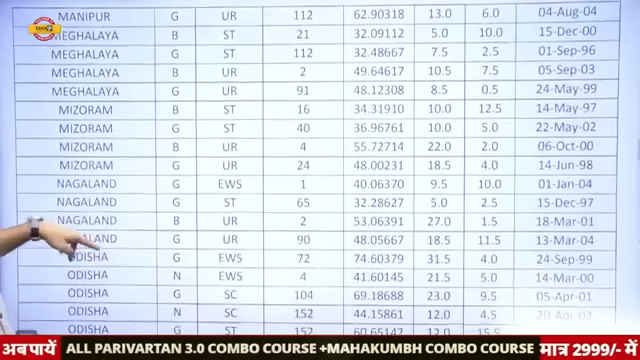 MANIPUR G UR 112 62.90318 13.0 6.0 04-Aug-04
MEGHALAYA B ST 21 32.09112 5.0 10.0 15-Dec-00
MEGHALAYA G ST 112 32.48667 7.5 2.5 01-Sep-96
MEGHALAYA B UR 2 49.64617 10.5 7.5 05-Sep-03
MEGHALAYA G UR 91 48.12308 8.5 0.5 24-May-99
MIZORAM B ST 16 34.31910 10.0 12.5 14-May-97
MIZORAM G ST 40 36.96761 10.0 5.0 22-May-02
MIZORAM B UR 4 55.72714 22.0 2.0 06-Oct-00
MIZORAM G UR 24 48.00231 18.5 4.0 14-Jun-98
NAGALAND G EWS 1 40.06370 9.5 10.0 01-Jan-04
NAGALAND G ST 65 32.28627 5.0 2.5 15-Dec-97
NAGALAND B UR 2 53.06391 27.0 1.5 18-Mar-01
ALAND G UR 90 48.05667 18.5 11.5 13-Mar-04
ODISHA G EWS 72 74.60379 31.5 4.0 24-Sep-99
ODISHA N EWS 4 41.60145 21.5 5.0 14-Mar-00
ODISHA G SC 104 69.18688 23.0 9.5 05-Apr-01
ODISHA N SC 152 44.15861 12.0 4.5 20-Apr-02
ODISHA G ST 152 60.65142 12.0 15.5
अब पायें ALL PARIVARTAN 3.0 COMBO COURSE +MAHAKUMBH COMBO COURSE मात्र 2999/- में